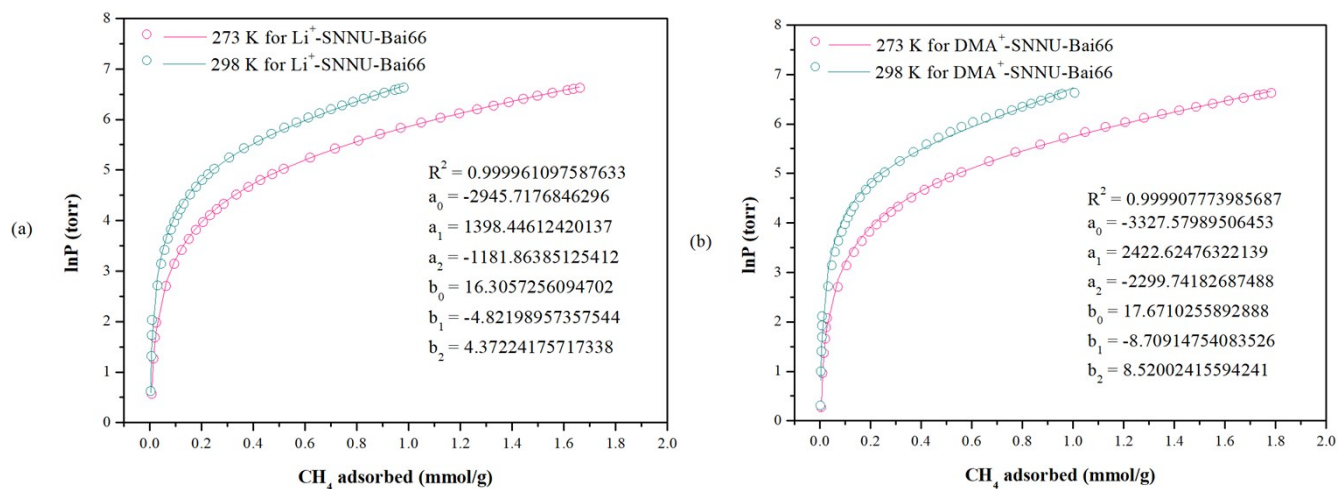 (a)
8
7
6
5
4
3
2
1
0
lnP (torr)
273 K for Li⁺-SNNU-Bai66
298 K for Li⁺-SNNU-Bai66
R² = 0.9999961097587633
a₀ = -2945.7176846296
a₁ = 1398.44612420137
a₂ = -1181.86385125412
b₀ = 16.3057256094702
b₁ = -4.82198957357544
b₂ = 4.37224175717338
0.0 0.2 0.4 0.6 0.8 1.0 1.2 1.4 1.6 1.8 2.0
CH₄ adsorbed (mmol/g)
(b)
8
7
6
5
4
3
2
1
0
lnP (torr)
273 K for DMA⁺-SNNU-Bai66
298 K for DMA⁺-SNNU-Bai66
R² = 0.9999907773985687
a₀ = -3327.57989506453
a₁ = 2422.62476322139
a₂ = -2299.74182687488
b₀ = 17.6710255892888
b₁ = -8.70914754083526
b₂ = 8.52002415594241
0.0 0.2 0.4 0.6 0.8 1.0 1.2 1.4 1.6 1.8 2.0
CH₄ adsorbed (mmol/g)